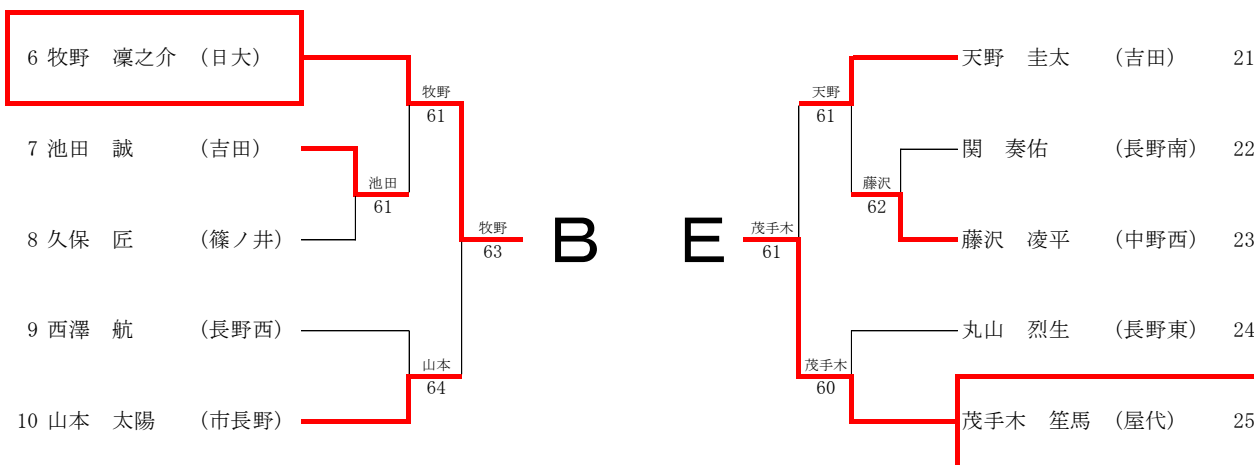 6 牧野 凜之介 (日大)
天野 圭太 (吉田) 21
牧野
61
天野
61
7 池田 誠 (吉田)
関 奏佑 (長野南) 22
池田
61
藤沢
62
8 久保 匠 (篠ノ井)
牧野
63
B
E
茂手木
61
藤沢 凌平 (中野西) 23
9 西澤 航 (長野西)
丸山 烈生 (長野東) 24
山本
64
茂手木
60
10 山本 太陽 (市長野)
茂手木 笙馬 (屋代) 25